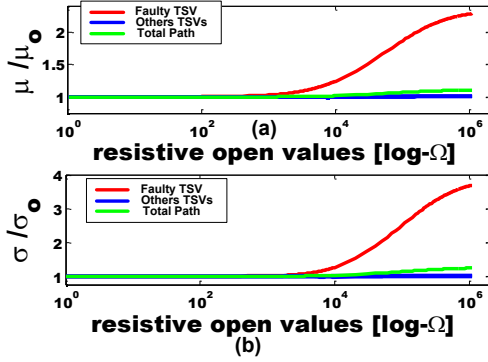 μ /μo
2
1.5
1
Faulty TSV
Others TSVs
Total Path
10^0 10^2 10^4 10^6
(a)
resistive open values [log-Ω]
σ /σo
4
3
2
1
Faulty TSV
Others TSVs
Total Path
10^0 10^2 10^4 10^6
resistive open values [log-Ω]
(b)